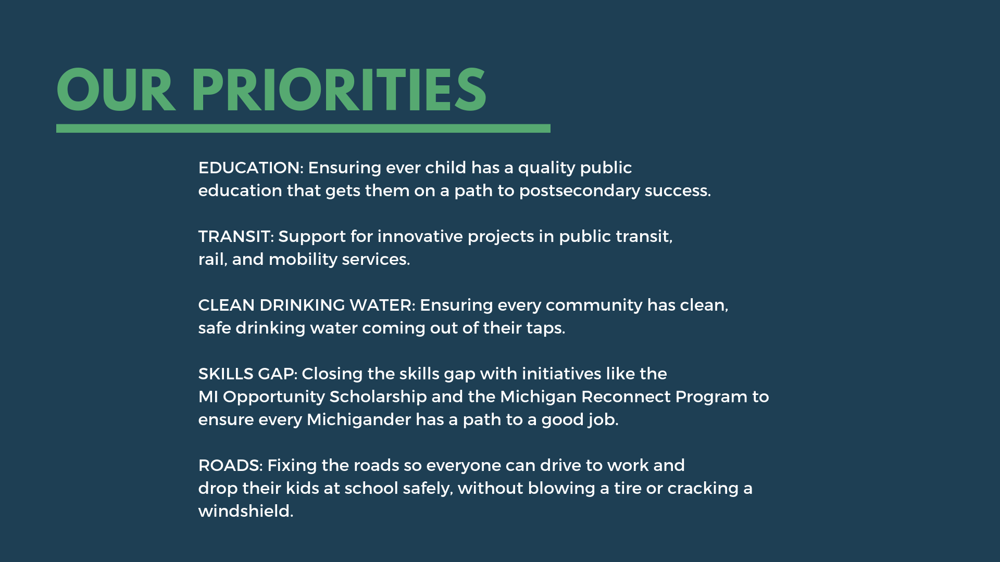 OUR PRIORITIES
EDUCATION: Ensuring ever child has a quality public
education that gets them on a path to postsecondary success.
TRANSIT: Support for innovative projects in public transit,
rail, and mobility services.
CLEAN DRINKING WATER: Ensuring every community has clean,
safe drinking water coming out of their taps.
SKILLS GAP: Closing the skills gap with initiatives like the
MI Opportunity Scholarship and the Michigan Reconnect Program to
ensure every Michigander has a path to a good job.
ROADS: Fixing the roads so everyone can drive to work and
drop their kids at school safely, without blowing a tire or cracking a
windshield.